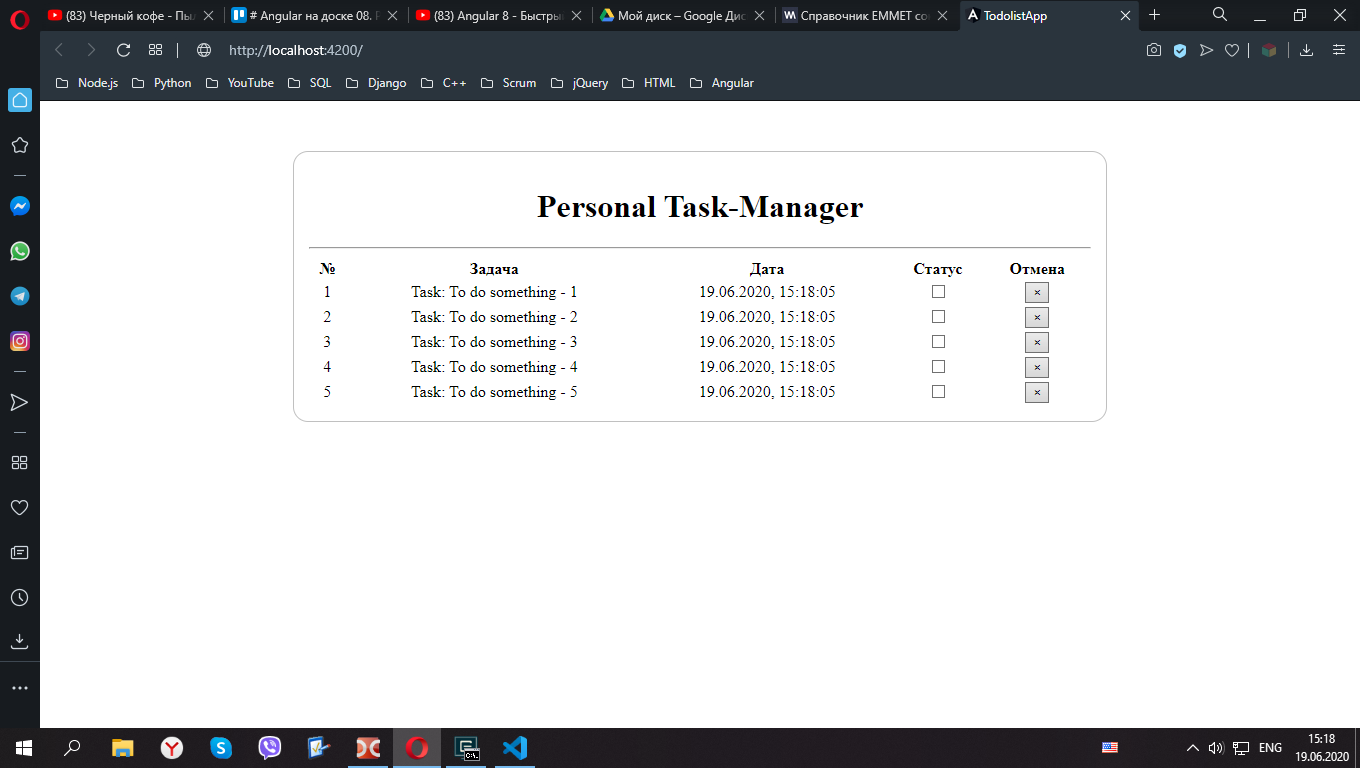 (83) Черный кофе - Пы
# Angular на доске 08.
(83) Angular 8 - Быстры
Мой диск – Google Дис
Справочник EMMET со
TodolistApp
http://localhost:4200/
Node.js Python YouTube SQL Django C++ Scrum jQuery HTML Angular
Personal Task-Manager
№ Задача Дата Статус Отмена
1 Task: To do something - 1 19.06.2020, 15:18:05 ×
2 Task: To do something - 2 19.06.2020, 15:18:05 ×
3 Task: To do something - 3 19.06.2020, 15:18:05 ×
4 Task: To do something - 4 19.06.2020, 15:18:05 ×
5 Task: To do something - 5 19.06.2020, 15:18:05 ×
ENG
15:18
19.06.2020